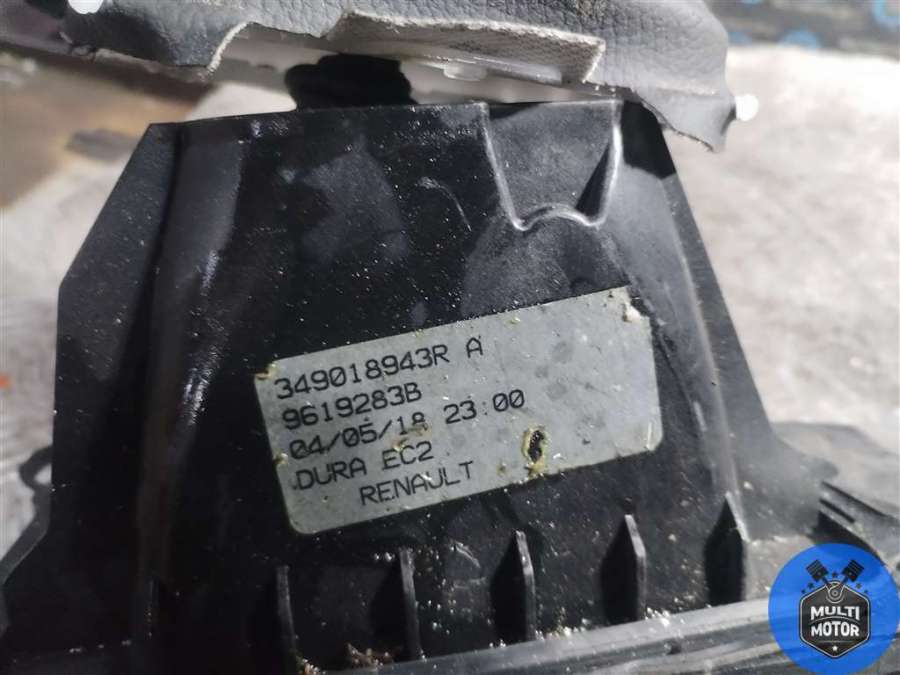 349018943R A
9619283B
04/05/18 23:00
DURA EC2
RENAULT
MULTI
MOTOR